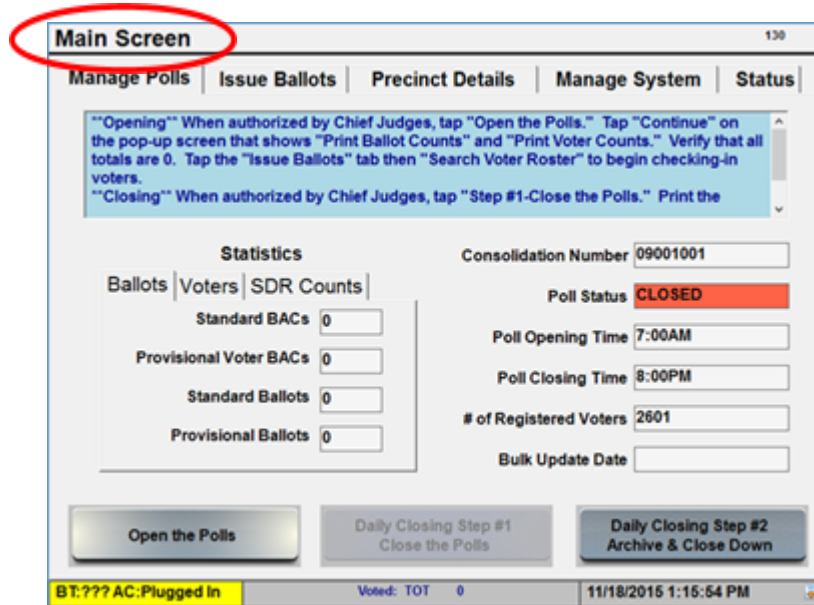 Main Screen
130
Manage Polls Issue Ballots Precinct Details Manage System Status
**Opening** When authorized by Chief Judges, tap "Open the Polls." Tap "Continue" on
the pop-up screen that shows "Print Ballot Counts" and "Print Voter Counts." Verify that all
totals are 0. Tap the "Issue Ballots" tab then "Search Voter Roster" to begin checking-in
voters.
**Closing** When authorized by Chief Judges, tap "Step #1-Close the Polls." Print the
Statistics
Ballots Voters SDR Counts
Standard BACs 0
Provisional Voter BACs 0
Standard Ballots 0
Provisional Ballots 0
Consolidation Number 09001001
Poll Status CLOSED
Poll Opening Time 7:00AM
Poll Closing Time 8:00PM
# of Registered Voters 2601
Bulk Update Date
Open the Polls
Daily Closing Step #1
Close the Polls
Daily Closing Step #2
Archive & Close Down
BT:??? AC:Plugged In
Voted: TOT 0
11/18/2015 1:15:54 PM